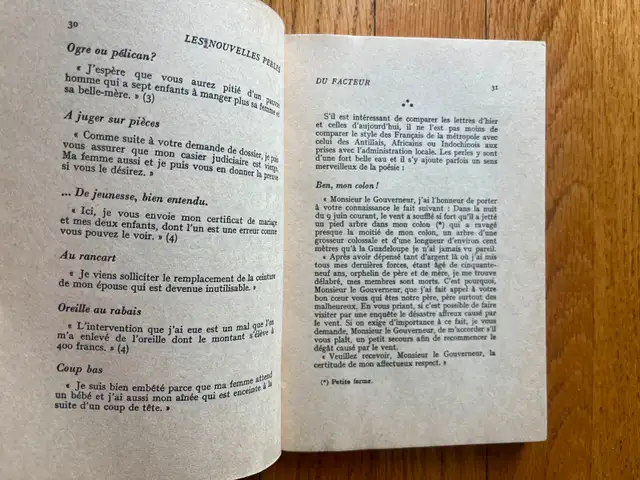 30
LES NOUVELLES PERLES
Ogre ou pélican?
« J'espère que vous aurez pitié d'un pauvre
homme qui a sept enfants à manger plus sa femme et
sa belle-mère. » (3)
A juger sur pièces
« Comme suite à votre demande de dossier, je puis
vous assurer que mon casier judiciaire est vierge.
Ma femme aussi et je puis vous en donner la preuve
si vous le désirez. »
... De jeunesse, bien entendu.
« Ici, je vous envoie mon certificat de mariage
et mes deux enfants, dont l'un est une erreur comme
vous pouvez le voir. » (4)
Au rancart
« Je viens solliciter le remplacement de la ceinture
de mon épouse qui est devenue inutilisable. »
Oreille au rabais
« L'intervention que j'ai eue est un mal que l'on
m'a enlevé de l'oreille dont le montant s'élève à
400 francs. » (4)
Coup bas
« Je suis bien embêté parce que ma femme attend
un bébé et j'ai aussi mon aînée qui est enceinte à la
suite d'un coup de tête. »
DU FACTEUR
31
S'il est intéressant de comparer les lettres d'hier
et celles d'aujourd'hui, il ne l'est pas moins de
comparer le style des Français de la métropole avec
celui des Antillais, Africains ou Indochinois aux
prises avec l'administration locale. Les perles y sont
d'une fort belle eau et il s'y ajoute parfois un sens
merveilleux de la poésie :
Ben, mon colon!
« Monsieur le Gouverneur, j'ai l'honneur de porter
à votre connaissance le fait suivant : Dans la nuit
du 9 juin courant, le vent a soufflé si fort qu'il a jeté
un pied arbre dans mon colon (*) qui a ravagé
presque la moitié de mon colon, un arbre d'une
grosseur colossale et d'une longueur d'environ cent
mètres qu'à la Guadeloupe je n'ai jamais vu pareil.
« Après avoir dépensé tant d'argent là où j'ai mis
tous mes dernières forces, étant âgé de cinquante-
neuf ans, orphelin de père et de mère, je me trouve
délabré, mes membres sont morts. C'est pourquoi,
Monsieur le Gouverneur, que j'ai fait appel à votre
bon cœur vous qui êtes notre père, père surtout des
malheureux. En vous priant, si c'est possible de faire
visiter par une enquête le désastre affreux causé par
le vent. Si on exige d'importance à ce fait, je vous
demande, Monsieur le Gouverneur, de m'accorder s'il
vous plaît, un petit secours afin de recommencer le
dégât causé par le vent.
« Veuillez recevoir, Monsieur le Gouverneur, la
certitude de mon affectueux respect. »
(*) Petite ferme.